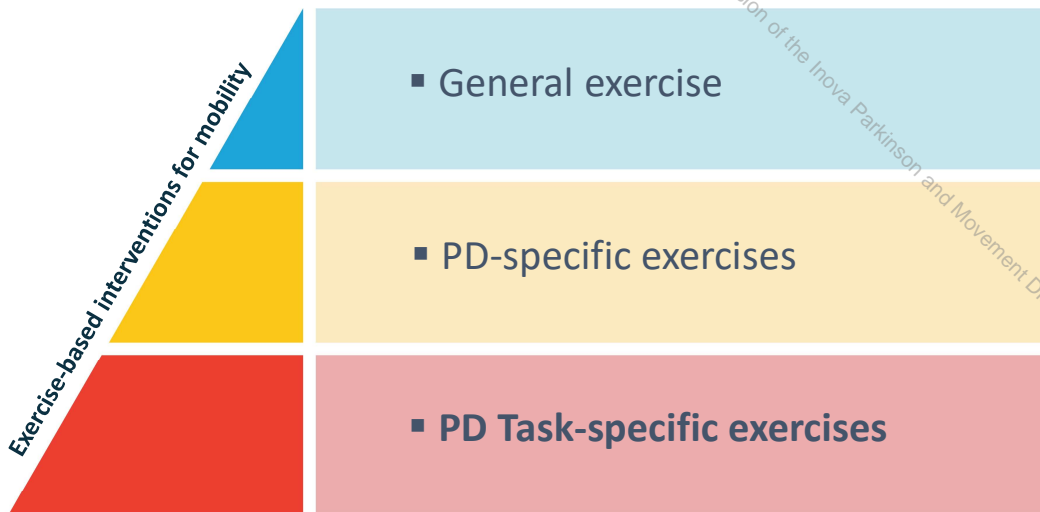 Exercise-based interventions for mobility
▪ General exercise
▪ PD-specific exercises
▪ PD Task-specific exercises
of the Inova Parkinson and Movement